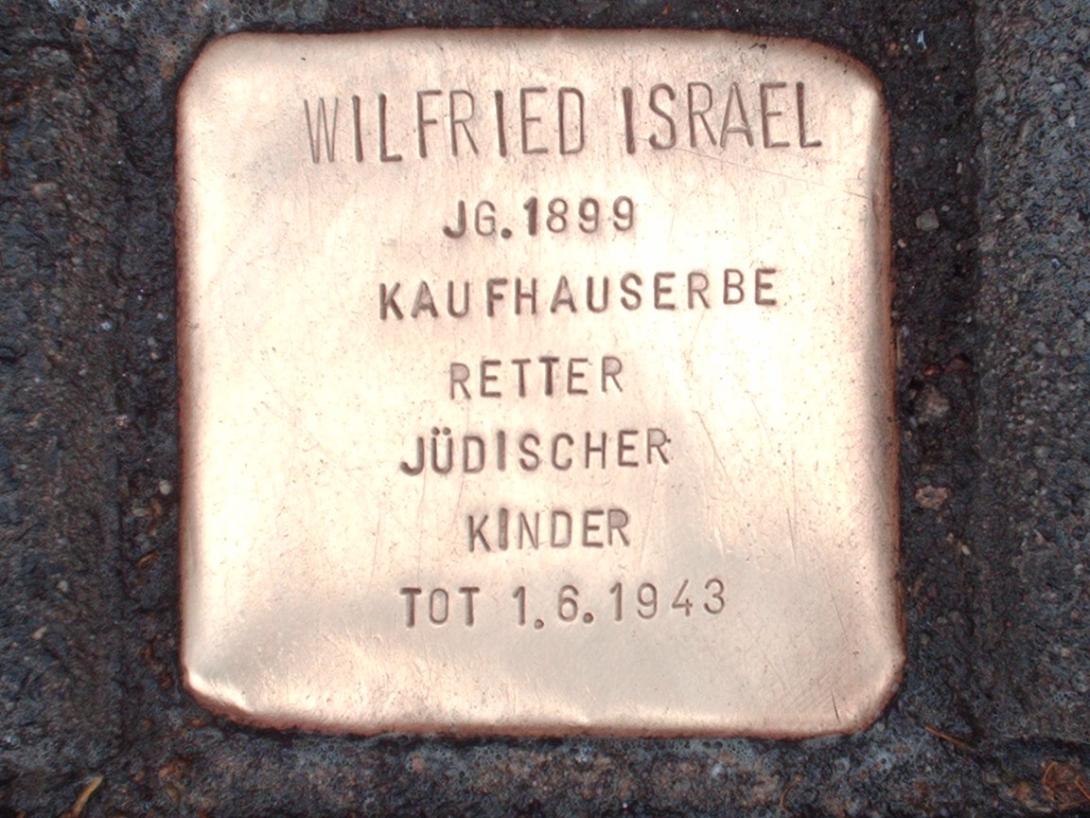 WILFRIED ISRAEL
JG.1899
KAUFHAUSERBE
RETTER
JÜDISCHER
KINDER
TOT 1.6.1943